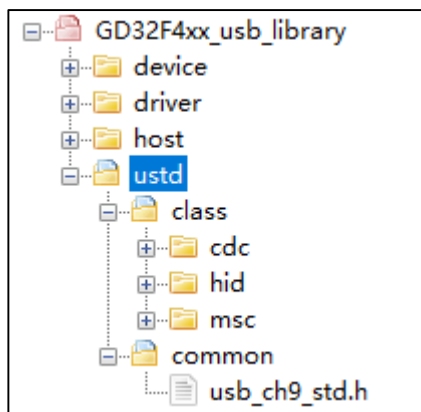 GD32F4xx_usb_library
device
driver
host
ustd
class
cdc
hid
msc
common
usb_ch9_std.h